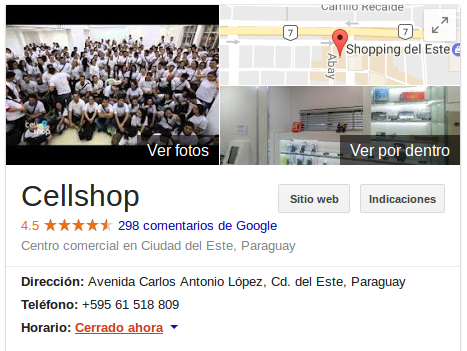 Camilo Recalde
7
7
Shopping del Este
Abay
cell
shop
Ver fotos
Ver por dentro
Cellshop
Sitio web
Indicaciones
4.5 298 comentarios de Google
Centro comercial en Ciudad del Este, Paraguay
Dirección: Avenida Carlos Antonio López, Cd. del Este, Paraguay
Teléfono: +595 61 518 809
Horario: Cerrado ahora